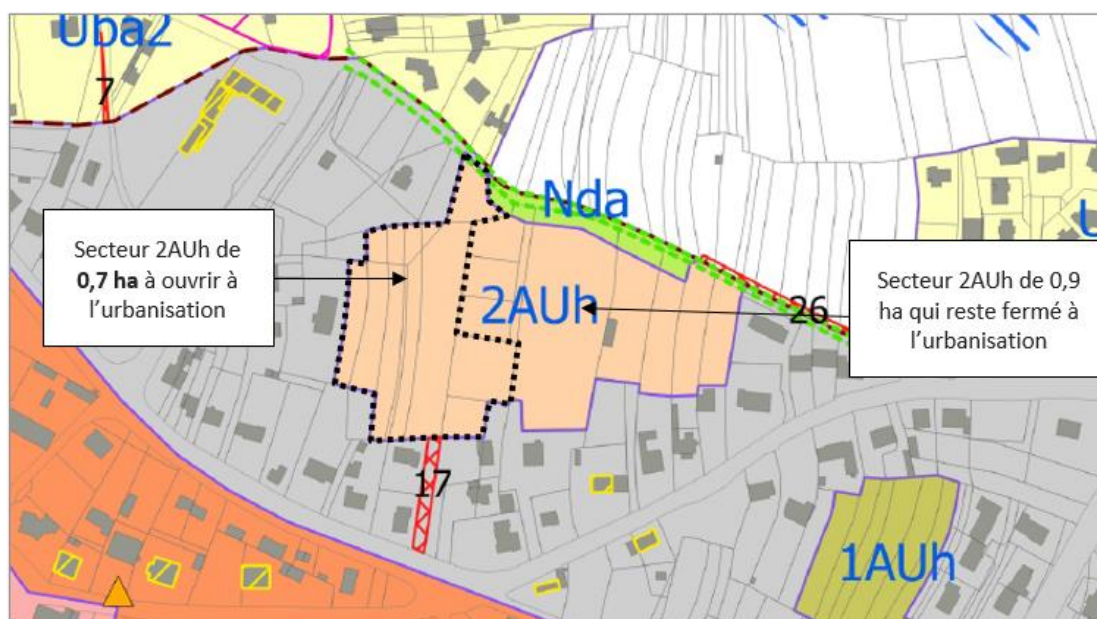 Uba2
7
Nda
U
Secteur 2AUh de
0,7 ha à ouvrir à
l'urbanisation
2AUh
Secteur 2AUh de 0,9
ha qui reste fermé à
l'urbanisation
26
17
1AUh